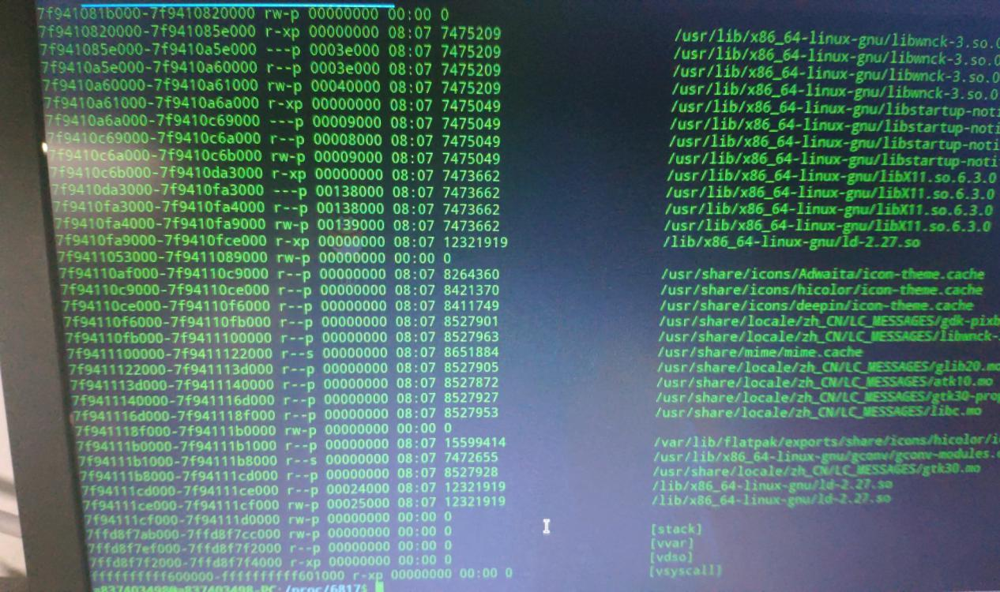 7f941081b000-7f9410820000 rw-p 00000000 00:00 0
7f9410820000-7f941085e000 r-xp 00000000 08:07 7475209 /usr/lib/x86_64-linux-gnu/libwnck-3.so.0
7f941085e000-7f9410a5e000 ---p 0003e000 08:07 7475209 /usr/lib/x86_64-linux-gnu/libwnck-3.so.0
7f9410a5e000-7f9410a60000 r--p 0003e000 08:07 7475209 /usr/lib/x86_64-linux-gnu/libwnck-3.so.0
7f9410a60000-7f9410a61000 rw-p 00040000 08:07 7475209 /usr/lib/x86_64-linux-gnu/libwnck-3.so.0
7f9410a61000-7f9410a6a000 r-xp 00000000 08:07 7475049 /usr/lib/x86_64-linux-gnu/libstartup-noti
7f9410a6a000-7f9410c69000 ---p 00009000 08:07 7475049 /usr/lib/x86_64-linux-gnu/libstartup-noti
7f9410c69000-7f9410c6a000 r--p 00008000 08:07 7475049 /usr/lib/x86_64-linux-gnu/libstartup-noti
7f9410c6a000-7f9410c6b000 rw-p 00009000 08:07 7475049 /usr/lib/x86_64-linux-gnu/libstartup-noti
7f9410c6b000-7f9410da3000 r-xp 00000000 08:07 7473662 /usr/lib/x86_64-linux-gnu/libX11.so.6.3.0
7f9410da3000-7f9410fa3000 ---p 00138000 08:07 7473662 /usr/lib/x86_64-linux-gnu/libX11.so.6.3.0
7f9410fa3000-7f9410fa4000 r--p 00138000 08:07 7473662 /usr/lib/x86_64-linux-gnu/libX11.so.6.3.0
7f9410fa4000-7f9410fa9000 rw-p 00139000 08:07 7473662 /usr/lib/x86_64-linux-gnu/libX11.so.6.3.0
7f9410fa9000-7f9410fce000 r-xp 00000000 08:07 12321919 /lib/x86_64-linux-gnu/ld-2.27.so
7f9411053000-7f9411089000 rw-p 00000000 00:00 0
7f94110af000-7f94110c9000 r--p 00000000 08:07 8264360 /usr/share/icons/Adwaita/icon-theme.cache
7f94110c9000-7f94110ce000 r--p 00000000 08:07 8421370 /usr/share/icons/hicolor/icon-theme.cache
7f94110ce000-7f94110f6000 r--p 00000000 08:07 8411749 /usr/share/icons/deepin/icon-theme.cache
7f94110f6000-7f94110fb000 r--p 00000000 08:07 8527901 /usr/share/locale/zh_CN/LC_MESSAGES/gdk-pixb
7f94110fb000-7f9411100000 r--p 00000000 08:07 8527963 /usr/share/locale/zh_CN/LC_MESSAGES/libwnck-
7f9411100000-7f9411122000 r--s 00000000 08:07 8651884 /usr/share/mime/mime.cache
7f9411122000-7f941113d000 r--p 00000000 08:07 8527905 /usr/share/locale/zh_CN/LC_MESSAGES/glib20.mo
7f941113d000-7f9411140000 r--p 00000000 08:07 8527872 /usr/share/locale/zh_CN/LC_MESSAGES/atk10.mo
7f9411140000-7f941116d000 r--p 00000000 08:07 8527927 /usr/share/locale/zh_CN/LC_MESSAGES/gtk30-prop
7f941116d000-7f941118f000 r--p 00000000 08:07 8527953 /usr/share/locale/zh_CN/LC_MESSAGES/libc.mo
7f941118f000-7f94111b0000 rw-p 00000000 00:00 0
7f94111b0000-7f94111b1000 r--p 00000000 08:07 15599414 /var/lib/flatpak/exports/share/icons/hicolor/i
7f94111b1000-7f94111b8000 r--s 00000000 08:07 7472655 /usr/lib/x86_64-linux-gnu/gconv/gconv-modules.
7f94111b8000-7f94111cd000 r--p 00000000 08:07 8527928 /usr/share/locale/zh_CN/LC_MESSAGES/gtk30.mo
7f94111cd000-7f94111ce000 r--p 00024000 08:07 12321919 /lib/x86_64-linux-gnu/ld-2.27.so
7f94111ce000-7f94111cf000 rw-p 00025000 08:07 12321919 /lib/x86_64-linux-gnu/ld-2.27.so
7f94111cf000-7f94111d0000 rw-p 00000000 00:00 0
7ffd8f7ab000-7ffd8f7cc000 rw-p 00000000 00:00 0 [stack]
7ffd8f7ef000-7ffd8f7f2000 r--p 00000000 00:00 0 [vvar]
7ffd8f7f2000-7ffd8f7f4000 r-xp 00000000 00:00 0 [vdso]
ffffffffff600000-ffffffffff601000 r-xp 00000000 00:00 0 [vsyscall]
a837403498@a837403498-PC:/proc/6817$